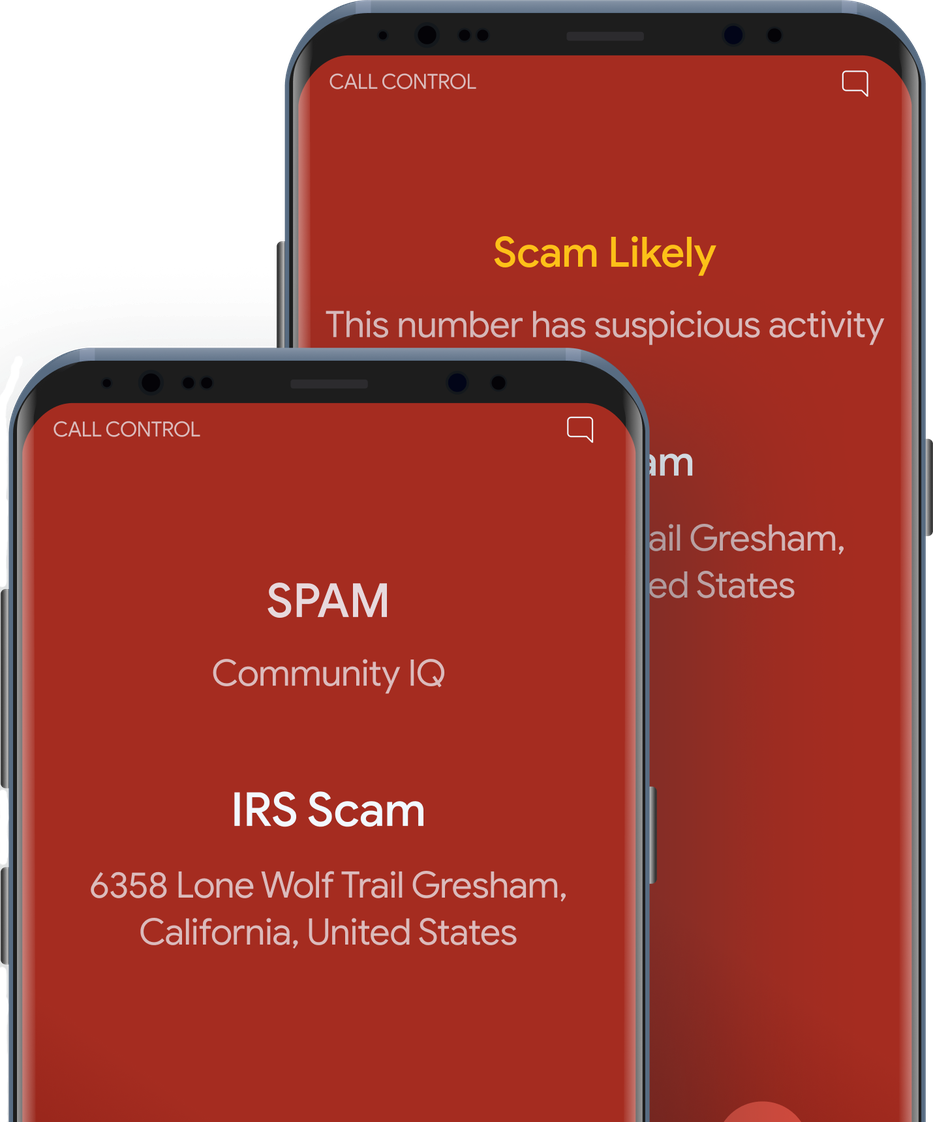 CALL CONTROL
Scam Likely
This number has suspicious activity
am
ail Gresham,
ed States
CALL CONTROL
SPAM
Community IQ
IRS Scam
6358 Lone Wolf Trail Gresham,
California, United States